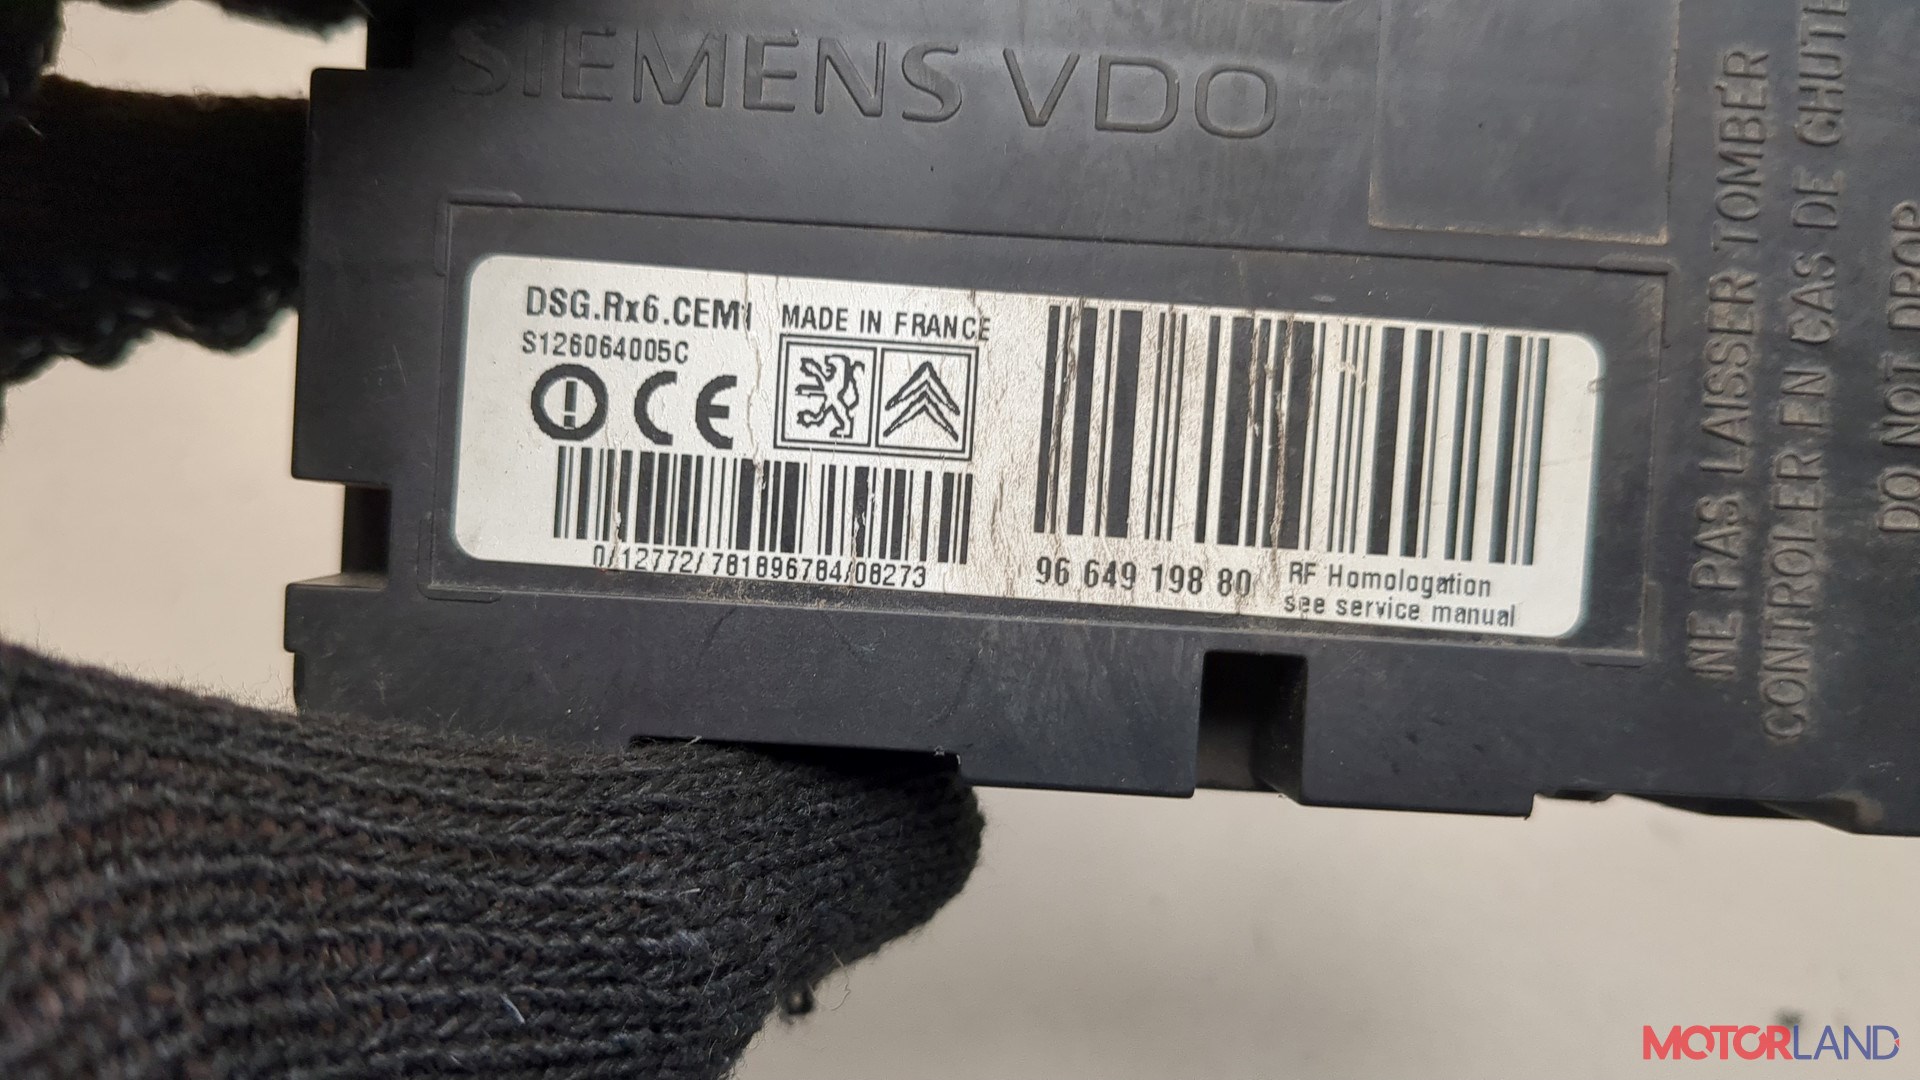 SIEMENS VDO
DSG.Rx6.CEM1
MADE IN FRANCE
S126064005C
CE
0/12772/781896784/08273
96 649 198 80
RF Homologation
see service manual
NE PAS LAISSER TOMBER
CONTROLER EN CAS DE CHUTE
DO NOT DROP
MOTORLAND